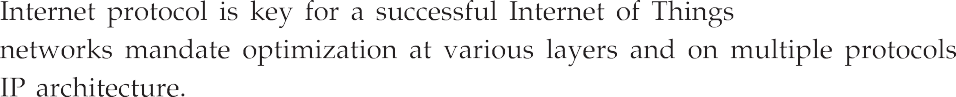 Internet protocol is key for a successful Internet of Things
networks mandate optimization at various layers and on multiple protocols
IP architecture.